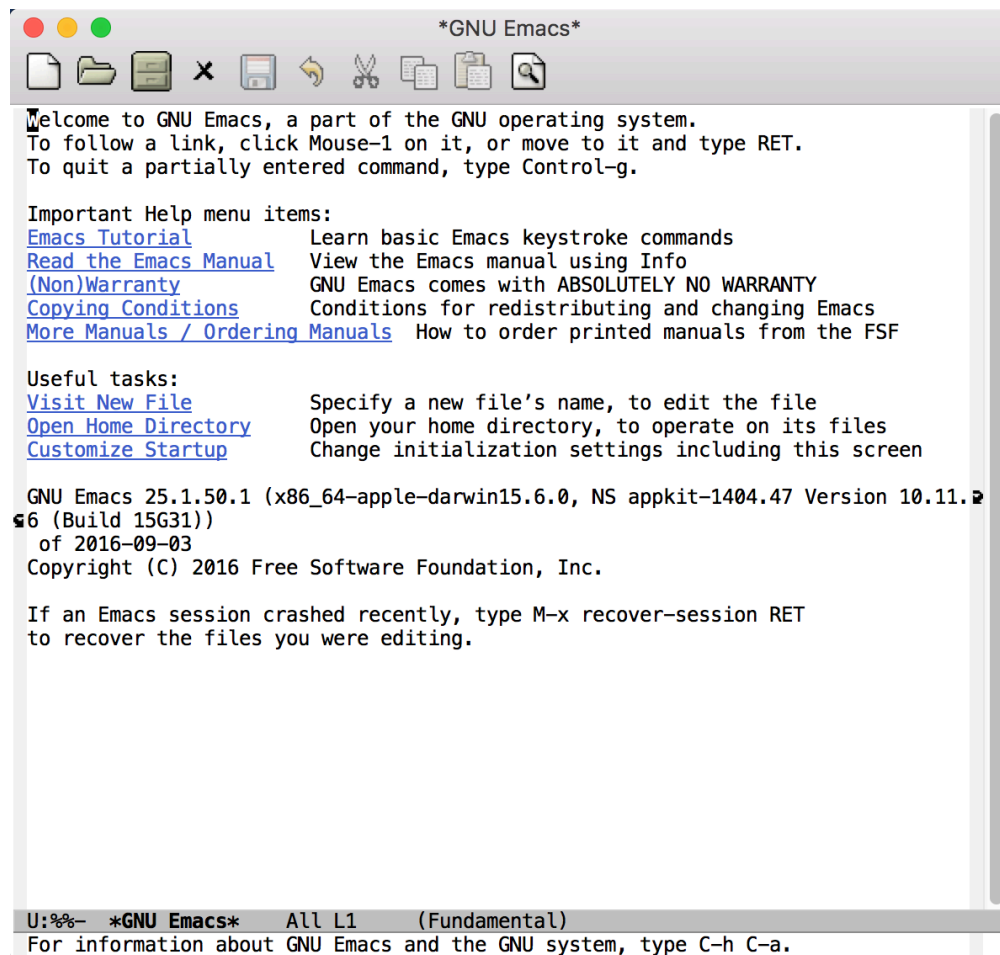 *GNU Emacs*
Welcome to GNU Emacs, a part of the GNU operating system.
To follow a link, click Mouse-1 on it, or move to it and type RET.
To quit a partially entered command, type Control-g.
Important Help menu items:
Emacs Tutorial Learn basic Emacs keystroke commands
Read the Emacs Manual View the Emacs manual using Info
(Non)Warranty GNU Emacs comes with ABSOLUTELY NO WARRANTY
Copying Conditions Conditions for redistributing and changing Emacs
More Manuals / Ordering Manuals How to order printed manuals from the FSF
Useful tasks:
Visit New File Specify a new file’s name, to edit the file
Open Home Directory Open your home directory, to operate on its files
Customize Startup Change initialization settings including this screen
GNU Emacs 25.1.50.1 (x86_64-apple-darwin15.6.0, NS appkit-1404.47 Version 10.11.
6 (Build 15G31))
of 2016-09-03
Copyright (C) 2016 Free Software Foundation, Inc.
If an Emacs session crashed recently, type M-x recover-session RET
to recover the files you were editing.
U:%%- *GNU Emacs* All L1 (Fundamental)
For information about GNU Emacs and the GNU system, type C-h C-a.